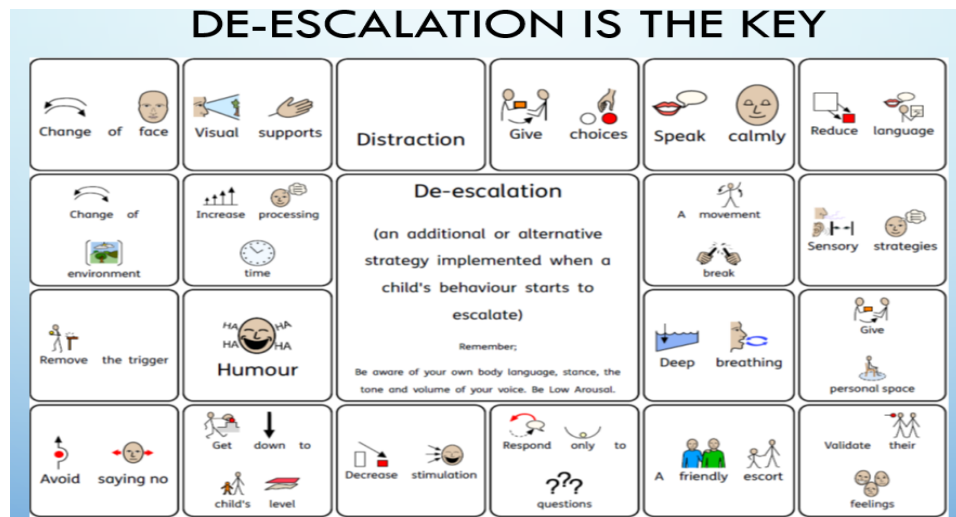 DE-ESCALATION IS THE KEY
Change of face
Visual supports
Distraction
Give choices
Speak calmly
Reduce language
Change of
environment
Increase processing
time
De-escalation
(an additional or alternative
strategy implemented when a
child's behaviour starts to
escalate)
Remember;
Be aware of your own body language, stance, the
tone and volume of your voice. Be Low Arousal.
A movement
break
Sensory strategies
Remove the trigger
HA HA
HA HA
Humour
Deep breathing
Give
personal space
Avoid saying no
Get down to
child's level
Decrease stimulation
Respond only to
???
questions
A friendly escort
Validate their
feelings